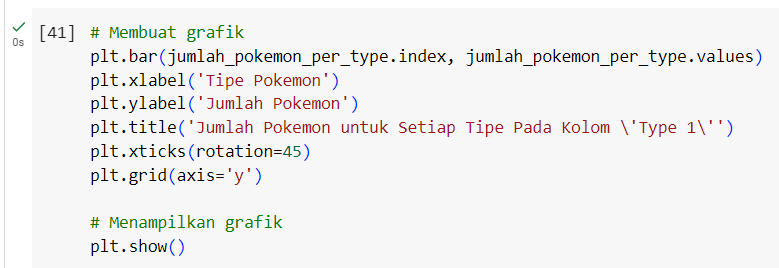 [41] # Membuat grafik
0s
plt.bar(jumlah_pokemon_per_type.index, jumlah_pokemon_per_type.values)
plt.xlabel('Tipe Pokemon')
plt.ylabel('Jumlah Pokemon')
plt.title('Jumlah Pokemon untuk Setiap Tipe Pada Kolom \'Type 1\'')
plt.xticks(rotation=45)
plt.grid(axis='y')
# Menampilkan grafik
plt.show()